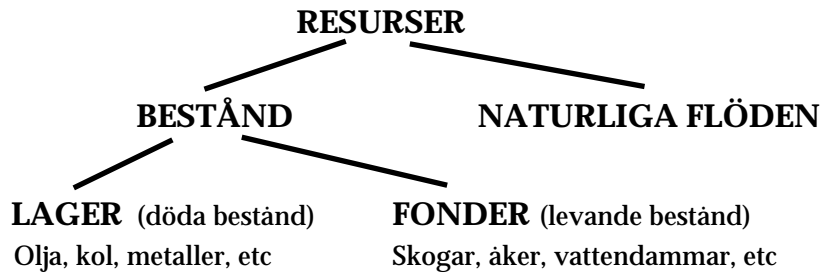 RESURSER
BESTÅND NATURLIGA FLÖDEN
LAGER (döda bestånd) FONDER (levande bestånd)
Olja, kol, metaller, etc Skogar, åker, vattendammar, etc